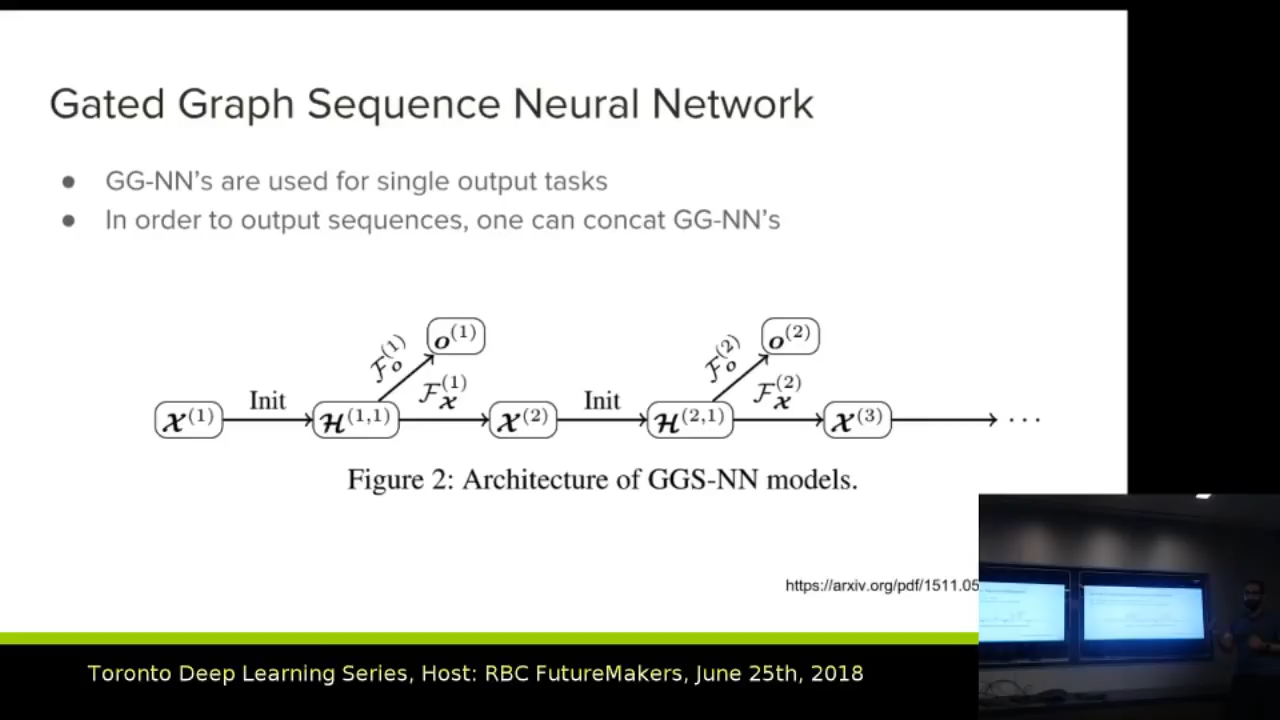 Gated Graph Sequence Neural Network
● GG-NN's are used for single output tasks
● In order to output sequences, one can concat GG-NN's
𝓧^(1) Init 𝓗^(1,1) 𝓕_𝒐^(1) 𝒐^(1) 𝓕_𝓧^(1) 𝓧^(2) Init 𝓗^(2,1) 𝓕_𝒐^(2) 𝒐^(2) 𝓕_𝓧^(2) 𝓧^(3) ···
Figure 2: Architecture of GGS-NN models.
https://arxiv.org/pdf/1511.05
Toronto Deep Learning Series, Host: RBC FutureMakers, June 25th, 2018